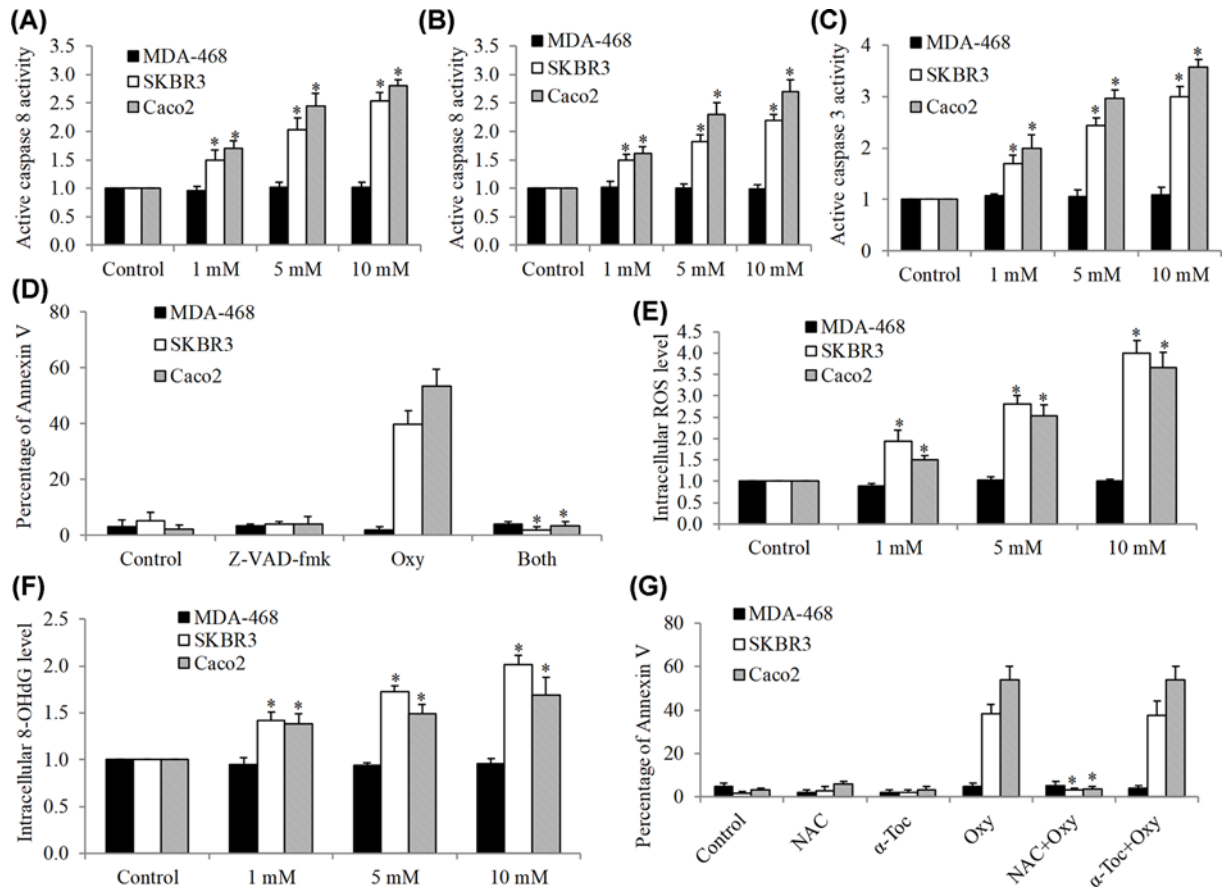 (A)
Active caspase 8 activity
3.5
3.0
2.5
2.0
1.5
1.0
0.5
0.0
MDA-468
SKBR3
Caco2
* * * * * *
Control 1 mM 5 mM 10 mM
(B)
Active caspase 8 activity
3.5
3.0
2.5
2.0
1.5
1.0
0.5
0.0
MDA-468
SKBR3
Caco2
* * * * * *
Control 1 mM 5 mM 10 mM
(C)
Active caspase 3 activity
4
3
2
1
0
MDA-468
SKBR3
Caco2
* * * * * *
Control 1 mM 5 mM 10 mM
(D)
Percentage of Annexin V
80
60
40
20
0
MDA-468
SKBR3
Caco2
* *
Control Z-VAD-fmk Oxy Both
(E)
Intracellular ROS level
4.5
4.0
3.5
3.0
2.5
2.0
1.5
1.0
0.5
0.0
MDA-468
SKBR3
Caco2
* * * * * *
Control 1 mM 5 mM 10 mM
(F)
Intracellular 8-OHdG level
2.5
2.0
1.5
1.0
0.5
0.0
MDA-468
SKBR3
Caco2
* * * * * *
Control 1 mM 5 mM 10 mM
(G)
Percentage of Annexin V
80
60
40
20
0
MDA-468
SKBR3
Caco2
* *
Control NAC α-Toc Oxy NAC+Oxy α-Toc+Oxy